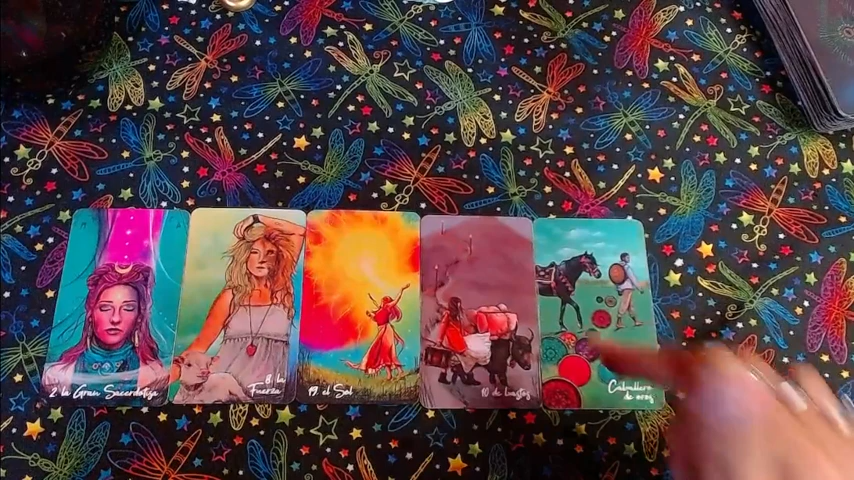 2 la Gran Sacerdotisa
8 la
Fuerza
19 el Sol
10 de bastos
Caballero
de oros